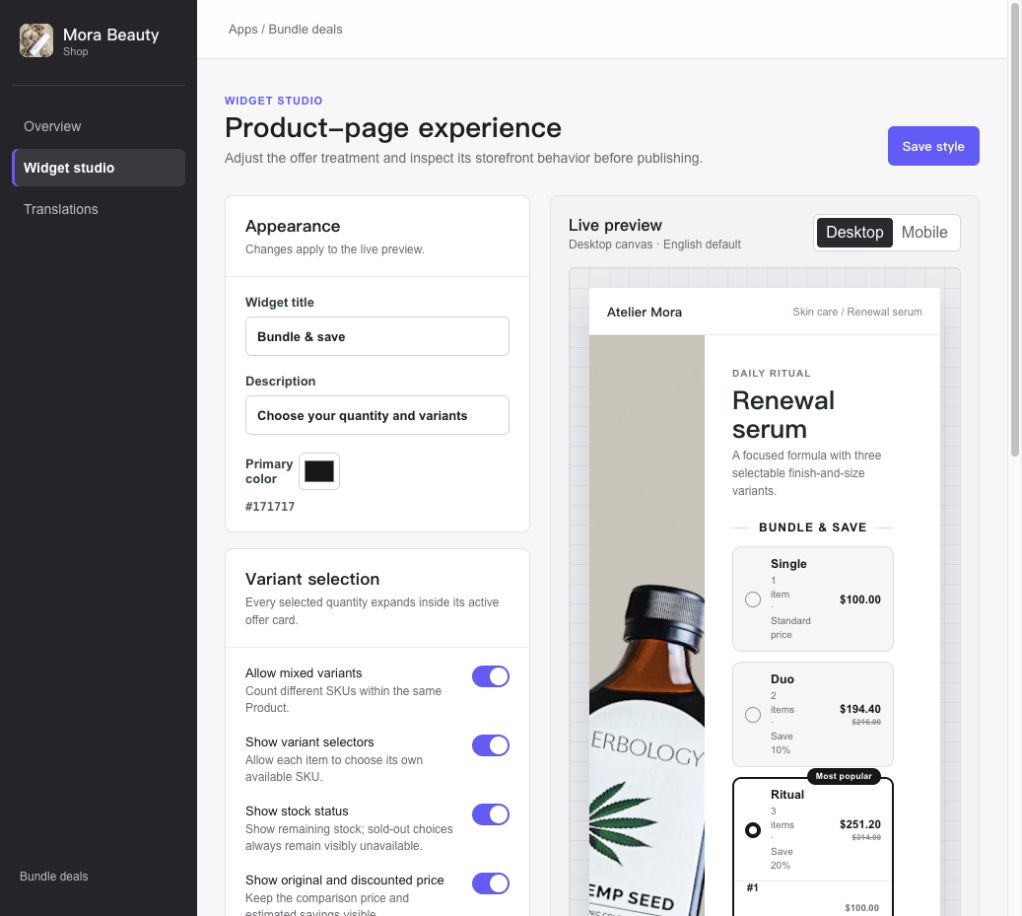 Mora Beauty
Shop
Overview
Widget studio
Translations
Bundle deals
Apps / Bundle deals
WIDGET STUDIO
Product-page experience
Adjust the offer treatment and inspect its storefront behavior before publishing.
Save style
Appearance
Changes apply to the live preview.
Widget title
Bundle & save
Description
Choose your quantity and variants
Primary
color
#171717
Variant selection
Every selected quantity expands inside its active
offer card.
Allow mixed variants
Count different SKUs within the same
Product.
Show variant selectors
Allow each item to choose its own
available SKU.
Show stock status
Show remaining stock; sold-out choices
always remain visibly unavailable.
Show original and discounted price
Keep the comparison price and
estimated savings visible
Live preview
Desktop canvas · English default
Desktop
Mobile
Atelier Mora
Skin care / Renewal serum
ERBOLOGY
EMP SEED
DAILY RITUAL
Renewal
serum
A focused formula with three
selectable finish-and-size
variants.
BUNDLE & SAVE
Single
1
item
·
Standard
price
$100.00
Duo
2
items
·
Save
10%
$194.40
$216.00
Most popular
Ritual
3
items
·
Save
20%
$251.20
$314.00
#1
$100.00